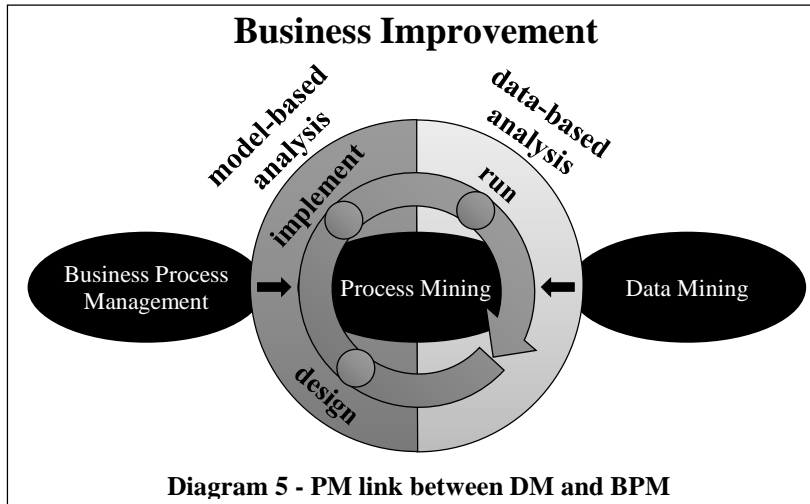 Business Improvement
model-based
analysis
data-based
analysis
implement
run
Business Process
Management
Process Mining
Data Mining
design
Diagram 5 - PM link between DM and BPM